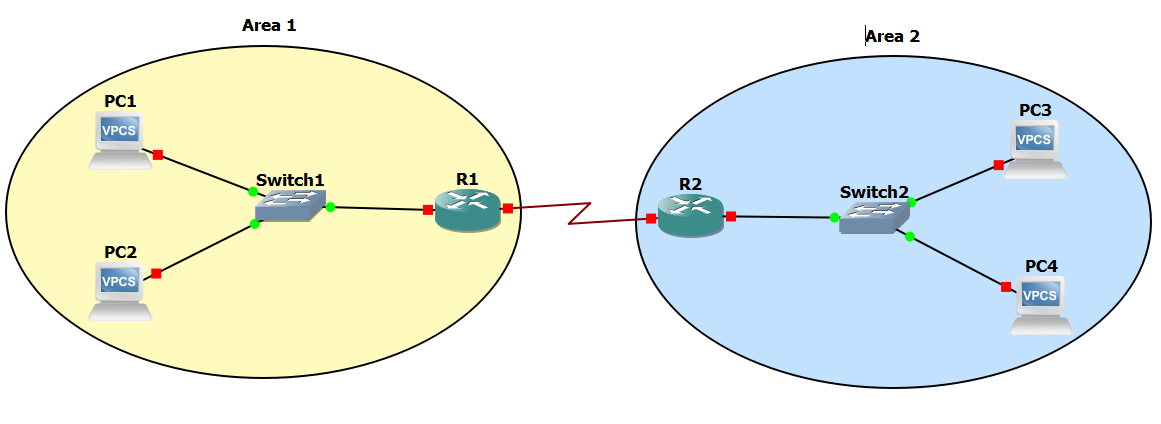 Area 1
Area 2
PC1
VPCS
PC3
VPCS
Switch1
R1
R2
Switch2
PC2
VPCS
PC4
VPCS